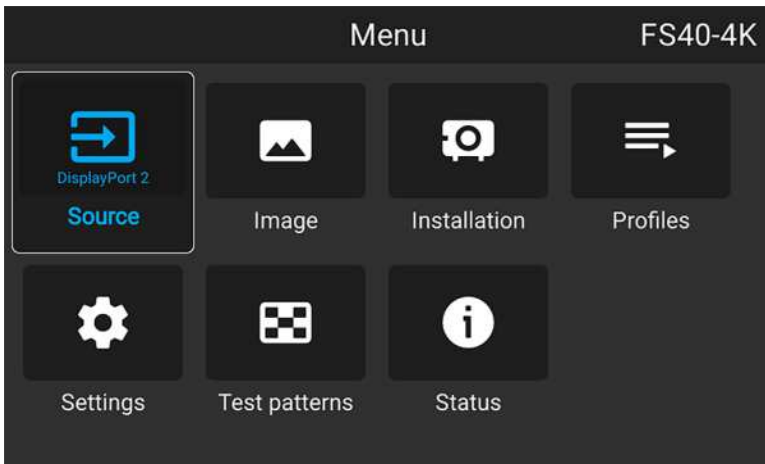 Menu FS40-4K
DisplayPort 2
Source Image Installation Profiles
Settings Test patterns Status